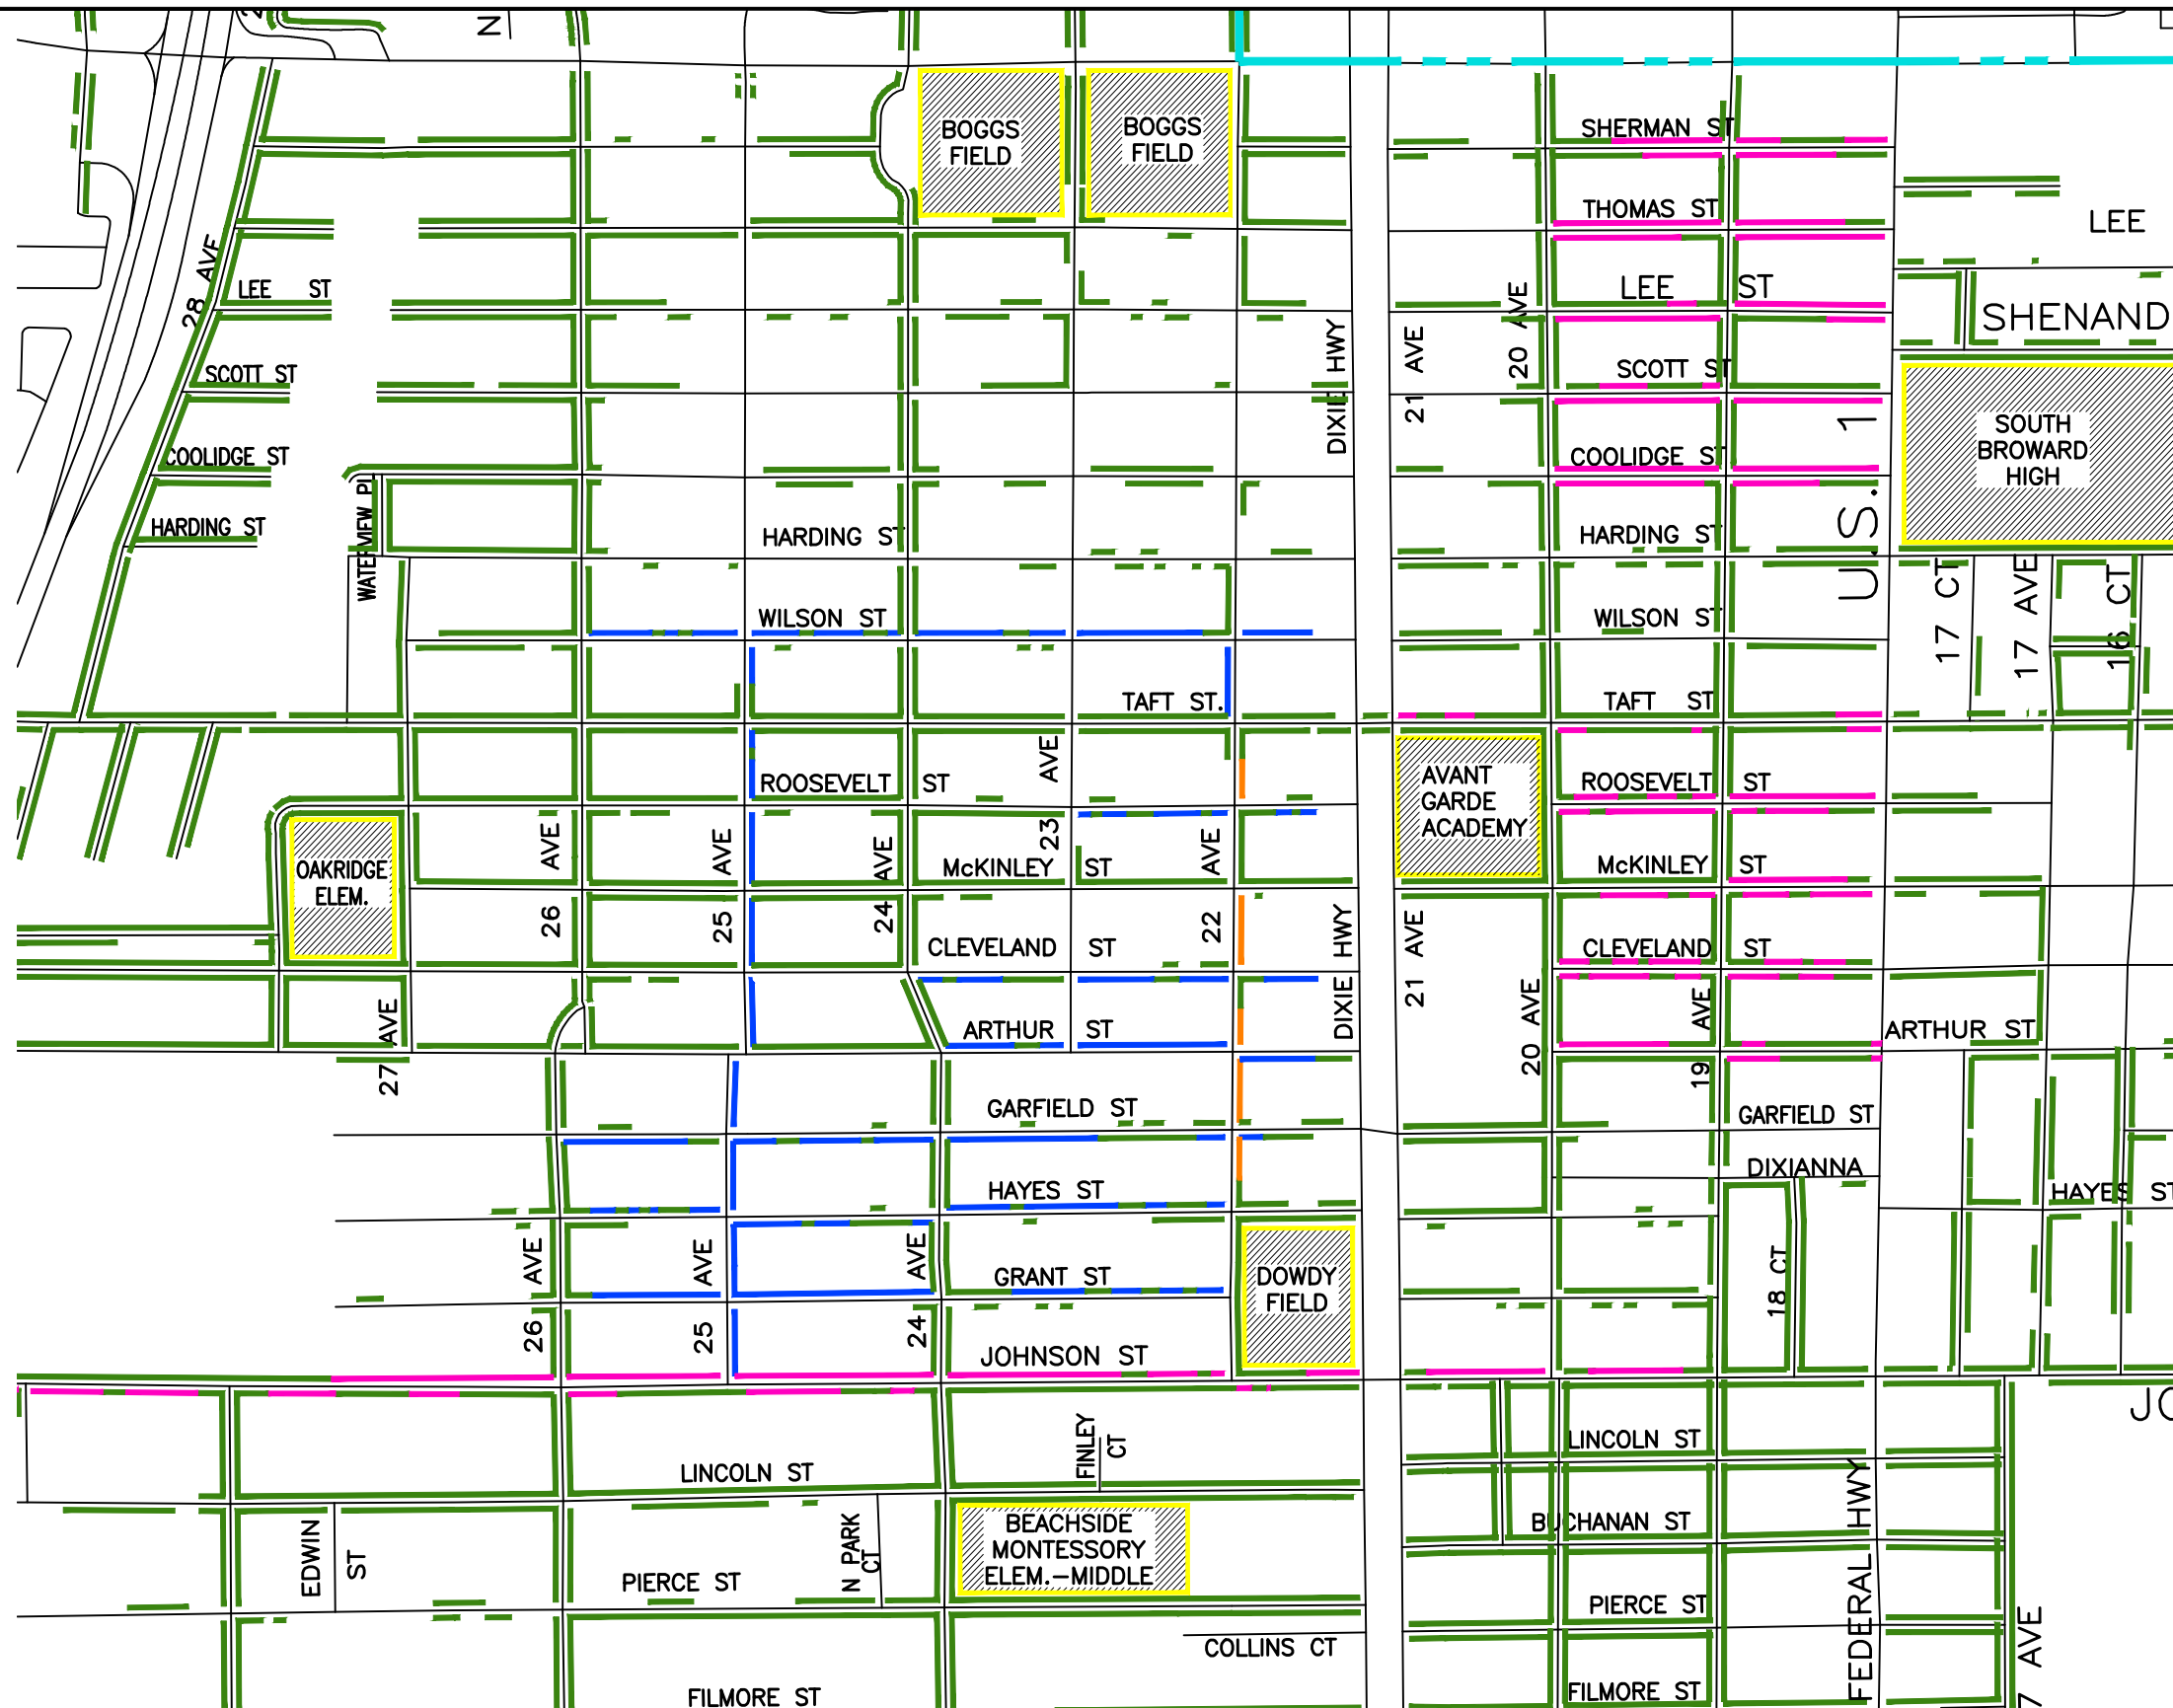 N
BOGGS
FIELD
BOGGS
FIELD
SHERMAN ST
THOMAS ST
LEE
28 AVE
LEE ST
LEE ST
SHENAND
20 AVE
DIXIE HWY
21 AVE
SCOTT ST
SCOTT ST
U.S. 1
SOUTH
BROWARD
HIGH
COOLIDGE ST
COOLIDGE ST
WATERVIEW PL
HARDING ST
HARDING ST
HARDING ST
17 CT
17 AVE
16 CT
WILSON ST
WILSON ST
TAFT ST.
TAFT ST
23 AVE
ROOSEVELT ST
AVANT
GARDE
ACADEMY
ROOSEVELT ST
26 AVE
25 AVE
24 AVE
22 AVE
OAKRIDGE
ELEM.
McKINLEY ST
McKINLEY ST
DIXIE HWY
21 AVE
CLEVELAND ST
CLEVELAND ST
27 AVE
20 AVE
19 AVE
ARTHUR ST
ARTHUR ST
GARFIELD ST
GARFIELD ST
DIXIANNA
HAYES ST
HAYES ST
26 AVE
25 AVE
24 AVE
18 CT
GRANT ST
DOWDY
FIELD
JOHNSON ST
JO
FINLEY
CT
LINCOLN ST
LINCOLN ST
FEDERAL HWY
EDWIN
ST
N PARK
CT
BEACHSIDE
MONTESSORY
ELEM.-MIDDLE
BUCHANAN ST
PIERCE ST
PIERCE ST
7 AVE
COLLINS CT
FILMORE ST
FILMORE ST